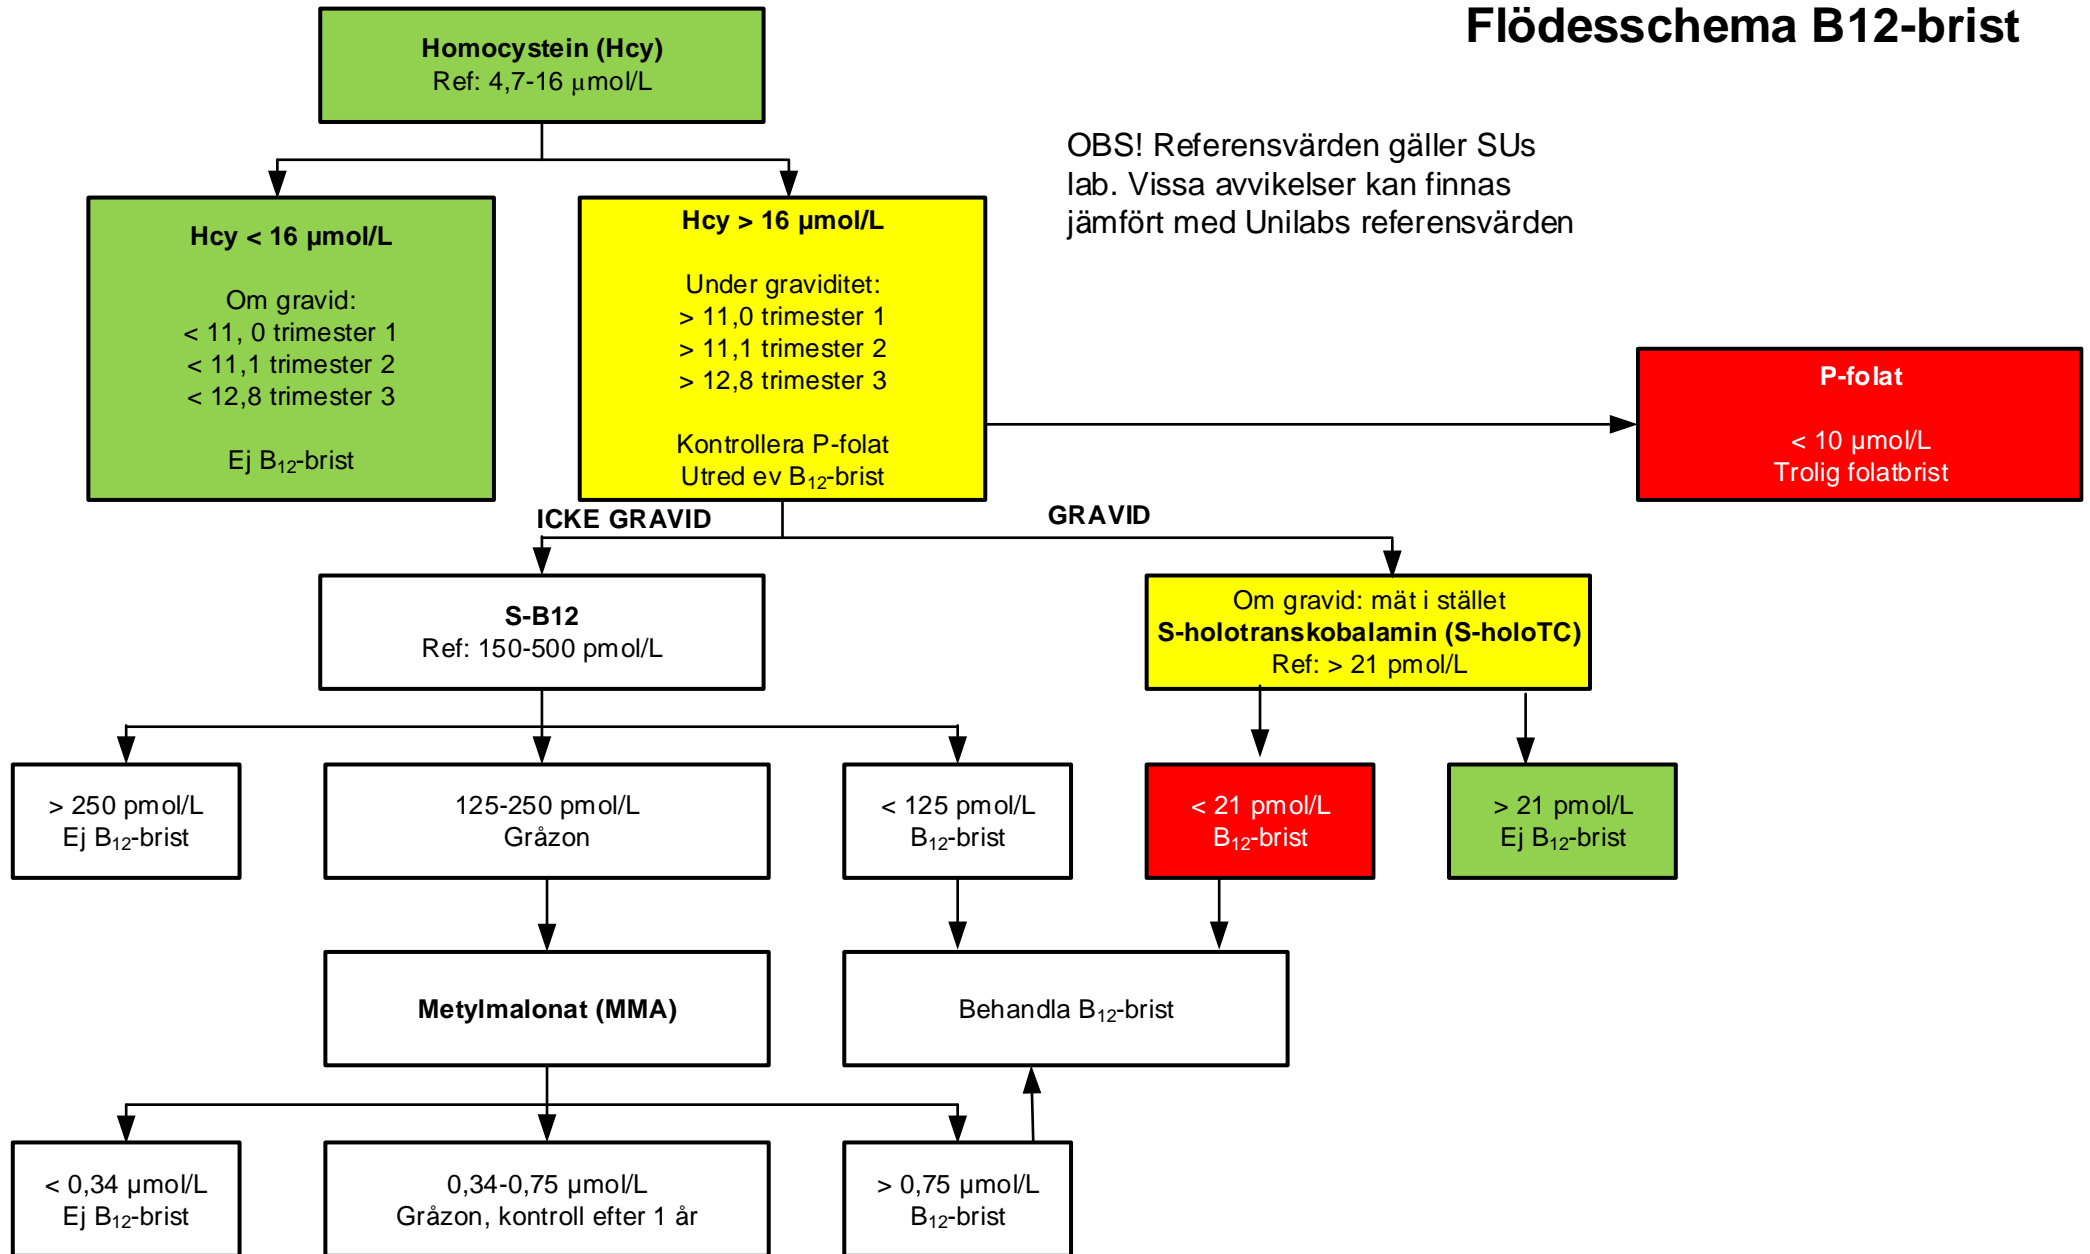 Flödesschema B12-brist
Homocystein (Hcy)
Ref: 4,7-16 µmol/L
OBS! Referensvärden gäller SUs
lab. Vissa avvikelser kan finnas
jämfört med Unilabs referensvärden
Hcy < 16 µmol/L
Om gravid:
< 11, 0 trimester 1
< 11,1 trimester 2
< 12,8 trimester 3
Ej B₁₂-brist
Hcy > 16 µmol/L
Under graviditet:
> 11,0 trimester 1
> 11,1 trimester 2
> 12,8 trimester 3
Kontrollera P-folat
Utred ev B₁₂-brist
P-folat
< 10 µmol/L
Trolig folatbrist
ICKE GRAVID
GRAVID
S-B12
Ref: 150-500 pmol/L
Om gravid: mät i stället
S-holotranskobalamin (S-holoTC)
Ref: > 21 pmol/L
> 250 pmol/L
Ej B₁₂-brist
125-250 pmol/L
Gråzon
< 125 pmol/L
B₁₂-brist
< 21 pmol/L
B₁₂-brist
> 21 pmol/L
Ej B₁₂-brist
Metylmalonat (MMA)
Behandla B₁₂-brist
< 0,34 µmol/L
Ej B₁₂-brist
0,34-0,75 µmol/L
Gråzon, kontroll efter 1 år
> 0,75 µmol/L
B₁₂-brist